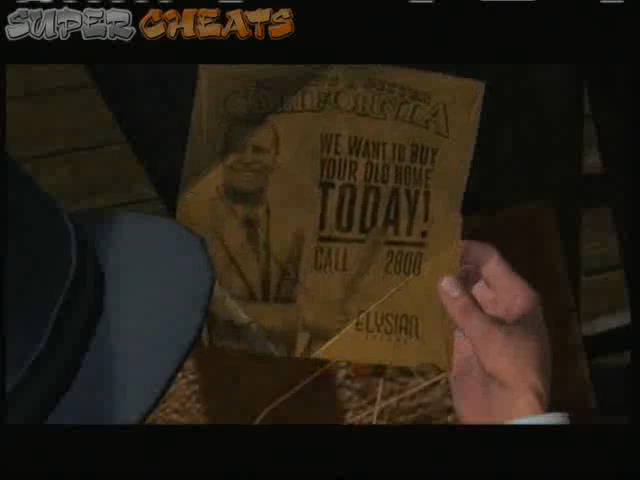 SUPER CHEATS
CALIFORNIA
WE WANT TO BUY
YOUR OLD HOME
TODAY!
CALL 2800
ELYSIAN